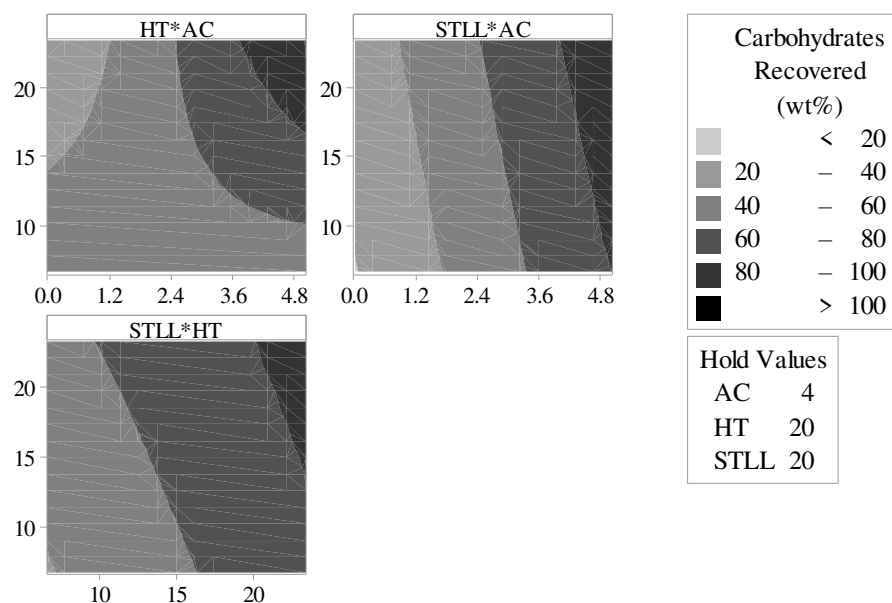 HT*AC
20
15
10
0.0 1.2 2.4 3.6 4.8
STLL*AC
20
15
10
0.0 1.2 2.4 3.6 4.8
STLL*HT
20
15
10
10 15 20
Carbohydrates
Recovered
(wt%)
< 20
20 – 40
40 – 60
60 – 80
80 – 100
> 100
Hold Values
AC 4
HT 20
STLL 20